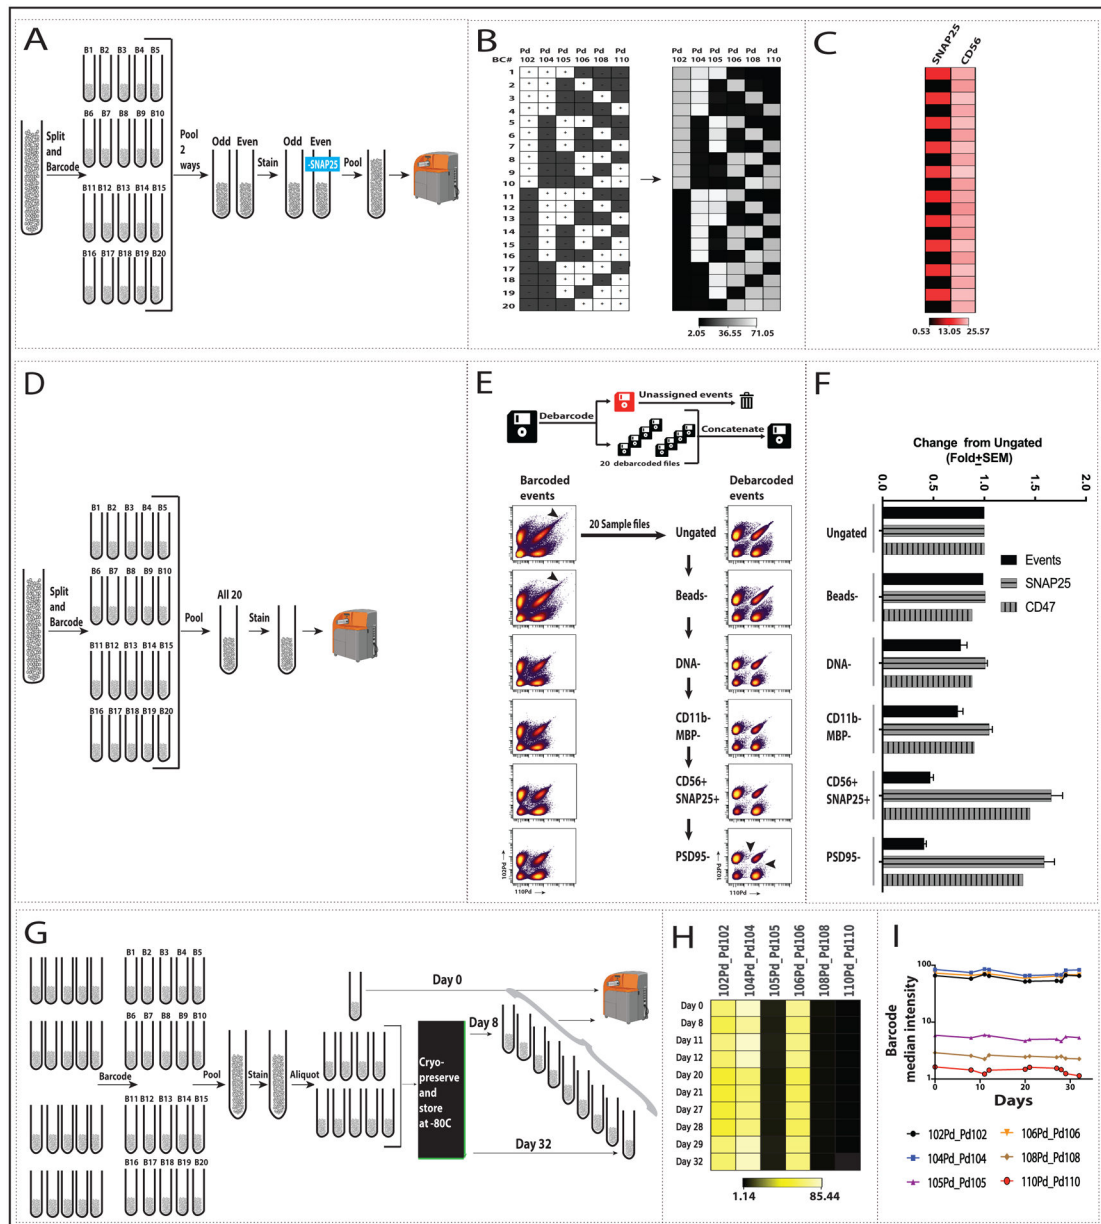 A
B1 B2 B3 B4 B5
B6 B7 B8 B9 B10
B11 B12 B13 B14 B15
B16 B17 B18 B19 B20
Split
and
Barcode
Pool
2
ways
Odd Even
Stain
Odd Even
-SNAP25
Pool
B
Pd Pd Pd Pd Pd Pd
BC# 102 104 105 106 108 110
1
2
3
4
5
6
7
8
9
10
11
12
13
14
15
16
17
18
19
20
Pd Pd Pd Pd Pd Pd
102 104 105 106 108 110
2.05 36.55 71.05
C
SNAP25
CD56
0.53 13.05 25.57
D
B1 B2 B3 B4 B5
B6 B7 B8 B9 B10
B11 B12 B13 B14 B15
B16 B17 B18 B19 B20
Split
and
Barcode
Pool
All 20
Stain
E
Debarcode
Unassigned events
20 debarcoded files
Concatenate
Barcoded
events
Debarcoded
events
20 Sample files
Ungated
Beads-
DNA-
CD11b-
MBP-
CD56+
SNAP25+
PSD95-
102Pd
110Pd
102Pd
110Pd
F
Change from Ungated
(Fold+SEM)
0.0 0.5 1.0 1.5 2.0
Ungated
Beads-
DNA-
CD11b-
MBP-
CD56+
SNAP25+
PSD95-
Events
SNAP25
CD47
G
Barcode
B1 B2 B3 B4 B5
B6 B7 B8 B9 B10
B11 B12 B13 B14 B15
B16 B17 B18 B19 B20
Pool
Stain
Aliquot
Day 0
Cryo-
preserve
and
store
at -80C
Day 8
Day 32
H
102Pd_Pd102
104Pd_Pd104
105Pd_Pd105
106Pd_Pd106
108Pd_Pd108
110Pd_Pd110
Day 0
Day 8
Day 11
Day 12
Day 20
Day 21
Day 27
Day 28
Day 29
Day 32
1.14 85.44
I
Barcode
median intensity
100
10
1
0 10 20 30
Days
102Pd_Pd102
104Pd_Pd104
105Pd_Pd105
106Pd_Pd106
108Pd_Pd108
110Pd_Pd110